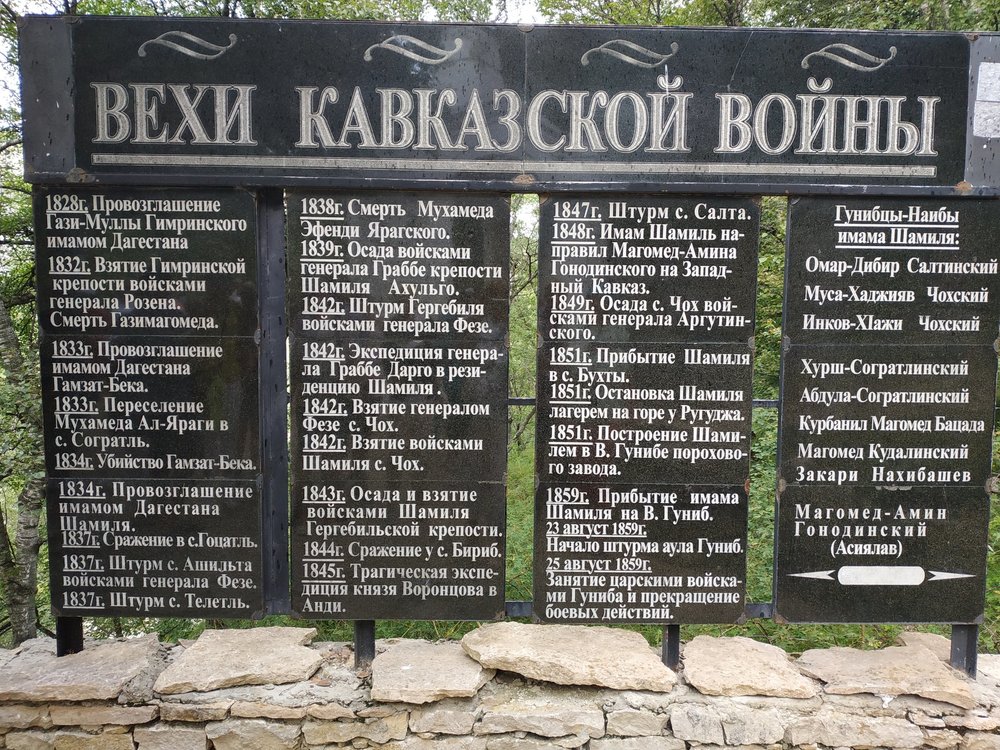 ВЕХИ КАВКАЗСКОЙ ВОЙНЫ
1828г. Провозглашение
Гази-Муллы Гимринского
имамом Дагестана
1832г. Взятие Гимринской
крепости войсками
генерала Розена.
Смерть Газимагомеда.
1833г. Провозглашение
имамом Дагестана
Гамзат-Бека.
1833г. Переселение
Мухамеда Ал-Яраги в
с. Согратль.
1834г. Убийство Гамзат-Бека.
1834г. Провозглашение
имамом Дагестана
Шамиля.
1837г. Сражение в с.Гоцатль.
1837г. Штурм с. Ашильта
войсками генерала Фезе.
1837г. Штурм с. Телетль.
1838г. Смерть Мухамеда
Эфенди Ярагского.
1839г. Осада войсками
генерала Граббе крепости
Шамиля Ахульго.
1842г. Штурм Гергебиля
войсками генерала Фезе.
1842г. Экспедиция генера-
ла Граббе Дарго в рези-
денцию Шамиля .
1842г. Взятие генералом
Фезе с. Чох.
1842г. Взятие войсками
Шамиля с. Чох.
1843г. Осада и взятие
войсками Шамиля
Гергебильской крепости.
1844г. Сражение у с. Бириб.
1845г. Трагическая экспе-
диция князя Воронцова в
Анди.
1847г. Штурм с. Салта.
1848г. Имам Шамиль на-
правил Магомед-Амина
Гонодинского на Запад-
ный Кавказ.
1849г. Осада с. Чох вой-
сками генерала Аргутин-
ского.
1851г. Прибытие Шамиля
в с. Бухты.
1851г. Остановка Шамиля
лагерем на горе у Ругуджа.
1851г. Построение Шами-
лем в В. Гунибе порохово-
го завода.
1859г. Прибытие имама
Шамиля на В. Гуниб.
23 август 1859г.
Начало штурма аула Гуниб.
25 август 1859г.
Занятие царскими войска-
ми Гуниба и прекращение
боевых действий.
Гунибцы-Наибы
имама Шамиля:
Омар-Дибир Салтинский
Муса-Хаджияв Чохский
Инков-ХIажи Чохский
Хурш-Согратлинский
Абдула-Согратлинский
Курбанил Магомед Бацада
Магомед Кудалинский
Закари Нахибашев
Магомед-Амин
Гонодинский
(Асиялав)